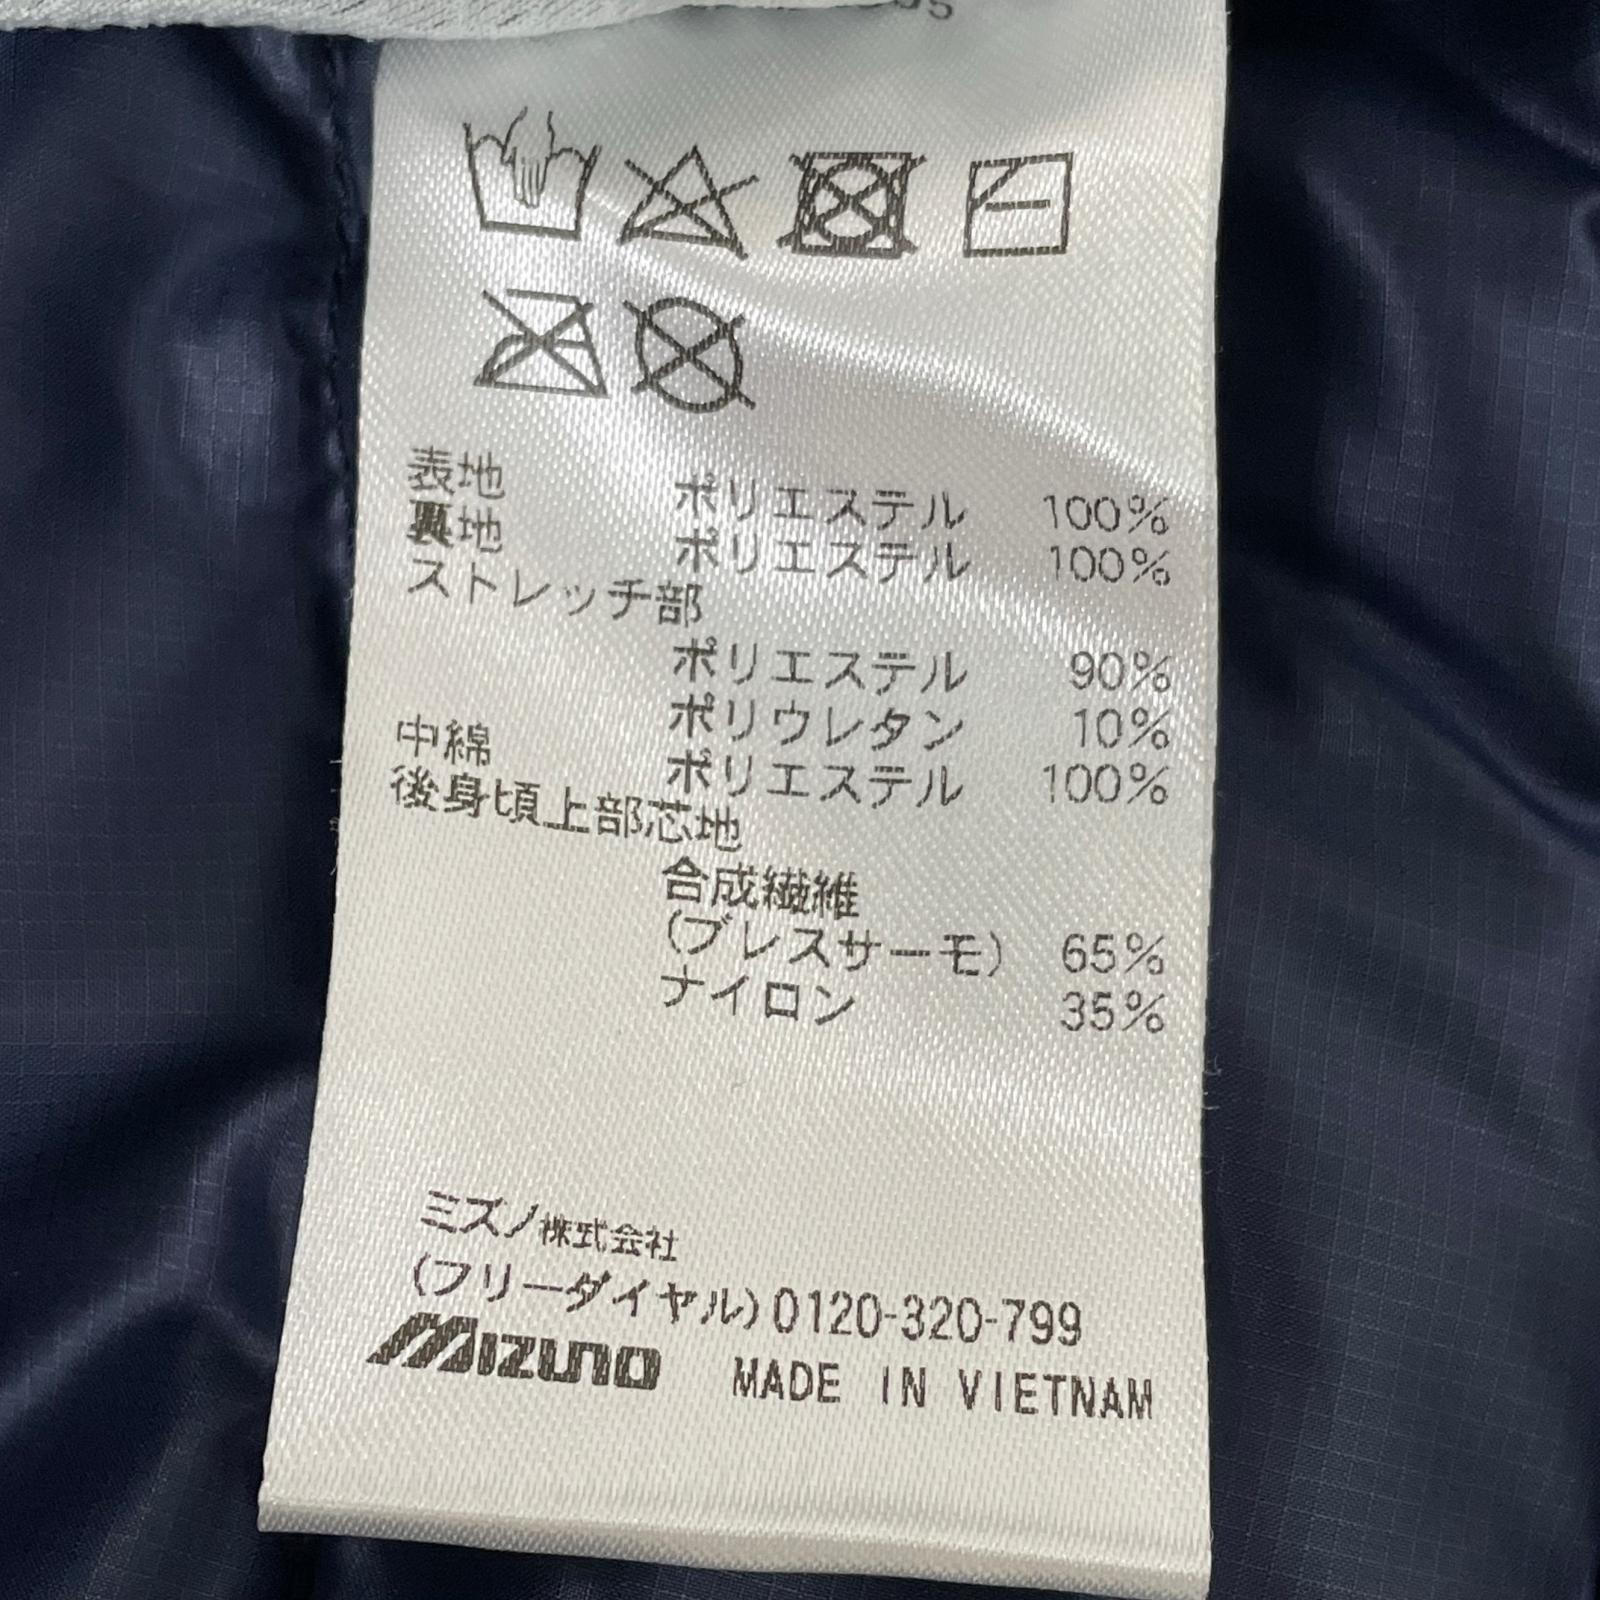 表地 ポリエステル 100%
裏地 ポリエステル 100%
ストレッチ部
ポリエステル 90%
ポリウレタン 10%
中綿 ポリエステル 100%
後身頃上部芯地
合成繊維
(ブレスサーモ) 65%
ナイロン 35%
ミズノ株式会社
(フリーダイヤル)0120-320-799
Mizuno MADE IN VIETNAM